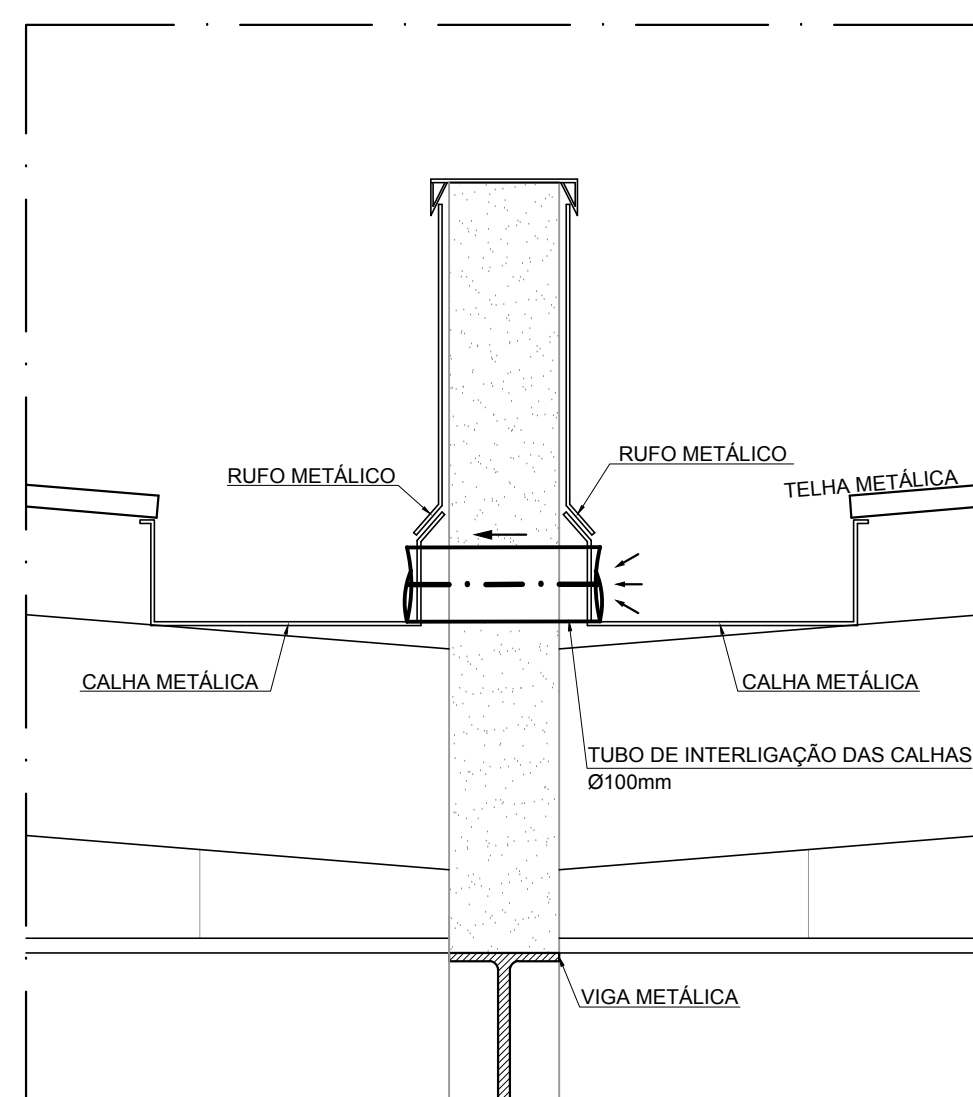 RUFO METÁLICO
RUFO METÁLICO
TELHA METÁLICA
CALHA METÁLICA
CALHA METÁLICA
TUBO DE INTERLIGAÇÃO DAS CALHAS
Ø100mm
VIGA METÁLICA